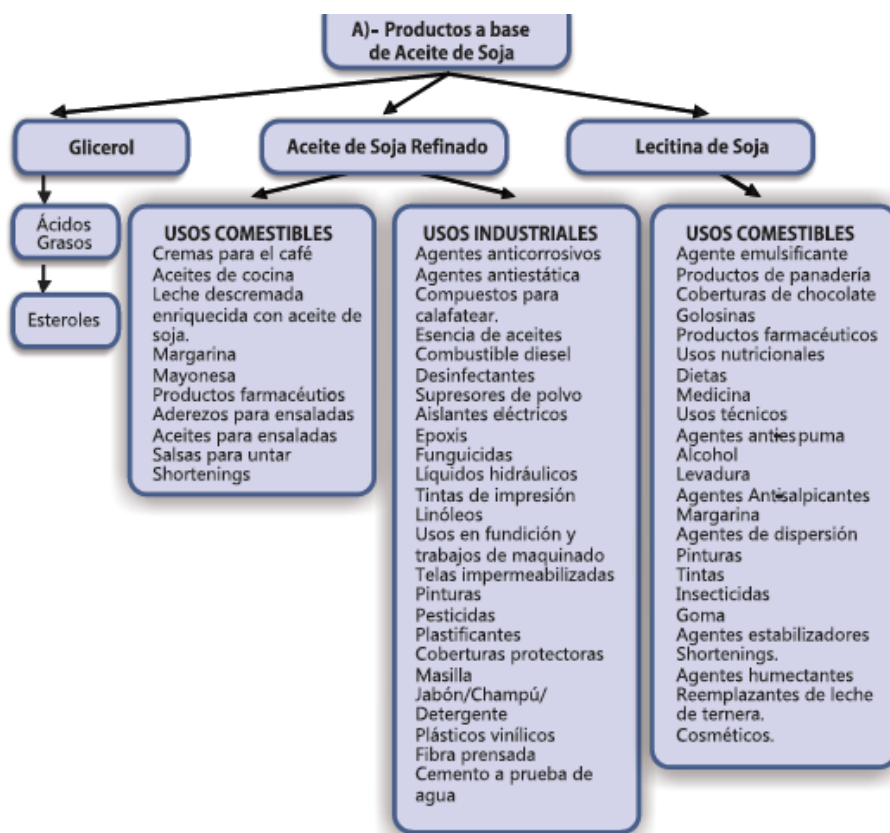 A)- Productos a base
de Aceite de Soja
Glicerol
Aceite de Soja Refinado
Lecitina de Soja
Ácidos
Grasos
Esteroles
USOS COMESTIBLES
Cremas para el café
Aceites de cocina
Leche descremada
enriquecida con aceite de
soja.
Margarina
Mayonesa
Productos farmacéutios
Aderezos para ensaladas
Aceites para ensaladas
Salsas para untar
Shortenings
USOS INDUSTRIALES
Agentes anticorrosivos
Agentes antiestática
Compuestos para
calafatear.
Esencia de aceites
Combustible diesel
Desinfectantes
Supresores de polvo
Aislantes eléctricos
Epoxis
Funguicidas
Líquidos hidráulicos
Tintas de impresión
Linóleos
Usos en fundición y
trabajos de maquinado
Telas impermeabilizadas
Pinturas
Pesticidas
Plastificantes
Coberturas protectoras
Masilla
Jabón/Champú/
Detergente
Plásticos vinílicos
Fibra prensada
Cemento a prueba de
agua
USOS COMESTIBLES
Agente emulsificante
Productos de panadería
Coberturas de chocolate
Golosinas
Productos farmacéuticos
Usos nutricionales
Dietas
Medicina
Usos técnicos
Agentes anti-espuma
Alcohol
Levadura
Agentes Anti-salpicantes
Margarina
Agentes de dispersión
Pinturas
Tintas
Insecticidas
Goma
Agentes estabilizadores
Shortenings.
Agentes humectantes
Reemplazantes de leche
de ternera.
Cosméticos.